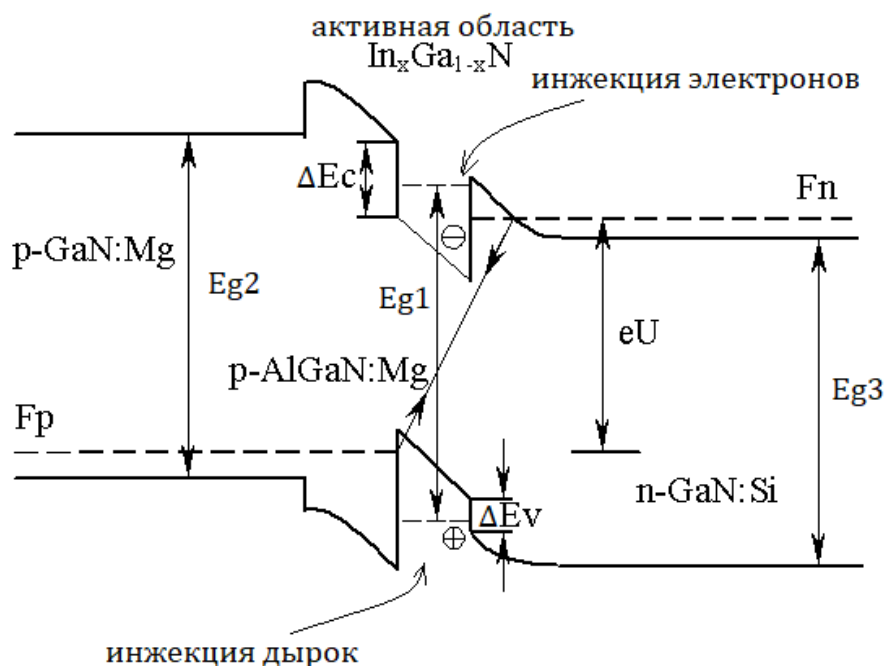 активная область
InxGa1-xN
инжекция электронов
ΔEc
Fn
p-GaN:Mg
Eg2
Eg1
eU
p-AlGaN:Mg
Eg3
Fp
n-GaN:Si
ΔEv
инжекция дырок